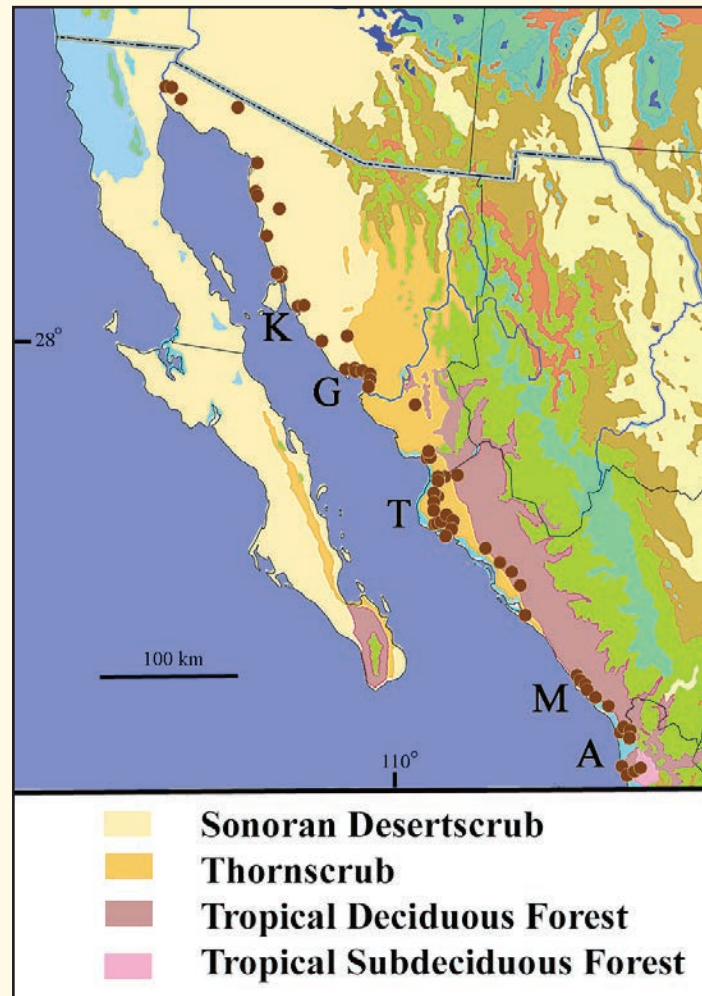 K
28°
G
T
100 km
M
110°
A
Sonoran Desertscrub
Thornscrub
Tropical Deciduous Forest
Tropical Subdeciduous Forest